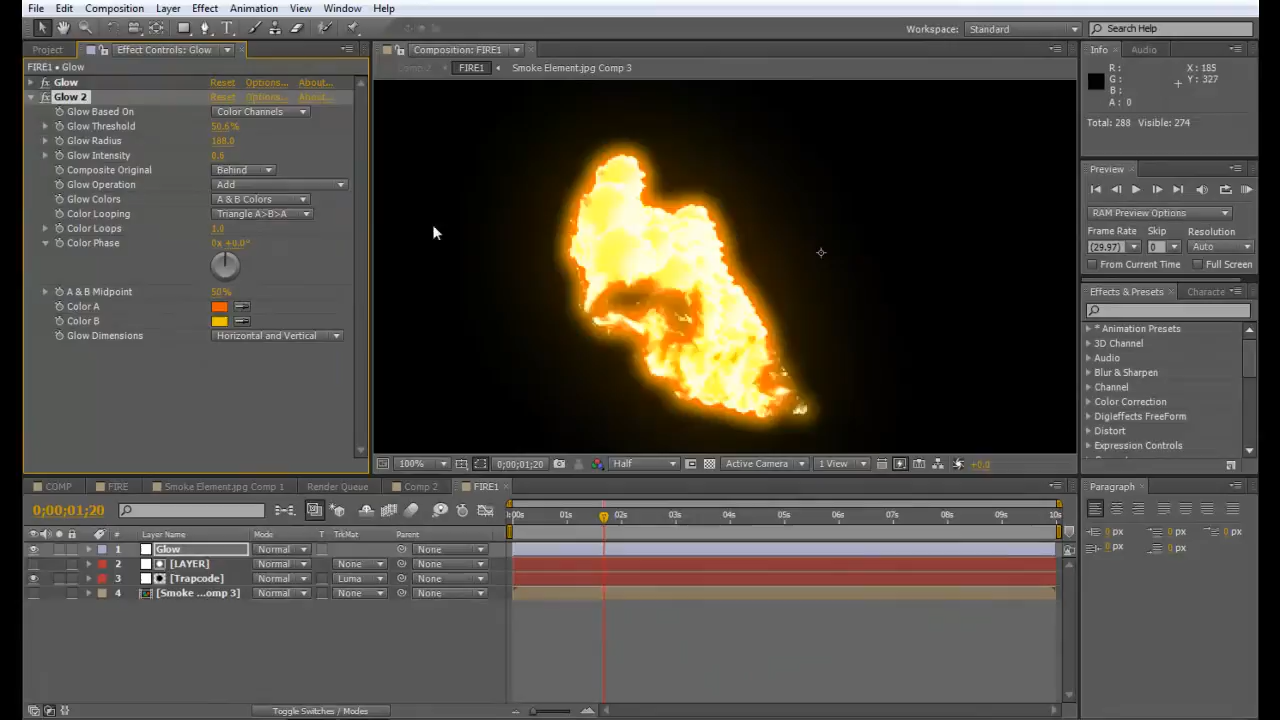 File Edit Composition Layer Effect Animation View Window Help
Workspace: Standard Search Help
Project Effect Controls: Glow Composition: FIRE1 Info Audio
FIRE1 • Glow FIRE1 Smoke Element.jpg Comp 3
Glow Reset Options... About...
Glow 2 Reset Options... About...
Glow Based On Color Channels
Glow Threshold 50.6%
Glow Radius 188.0
Glow Intensity 0.6
Composite Original Behind
Glow Operation Add
Glow Colors A & B Colors
Color Looping Triangle A>B>A
Color Loops 1.0
Color Phase 0x +0.0°
A & B Midpoint 50%
Color A
Color B
Glow Dimensions Horizontal and Vertical
R: X: 185
G: Y: 327
B:
A: 0
Total: 288 Visible: 274
Preview
RAM Preview Options
Frame Rate Skip Resolution
(29.97) 0 Auto
From Current Time Full Screen
Effects & Presets Characte
* Animation Presets
3D Channel
Audio
Blur & Sharpen
Channel
Color Correction
Digieffects FreeForm
Distort
Expression Controls
100% 0;00;01;20 Half Active Camera 1 View +0.0
COMP FIRE Smoke Element.jpg Comp 1 Render Queue Comp 2 FIRE1 Paragraph
0;00;01;20 :00s 01s 02s 03s 04s 05s 06s 07s 08s 09s 10s
# Layer Name Mode T TrkMat Parent
1 Glow Normal None
2 [LAYER] Normal None None
3 [Trapcode] Normal Luma None
4 [Smoke ...omp 3] Normal None None
0 px 0 px 0 px
0 px 0 px
Toggle Switches / Modes